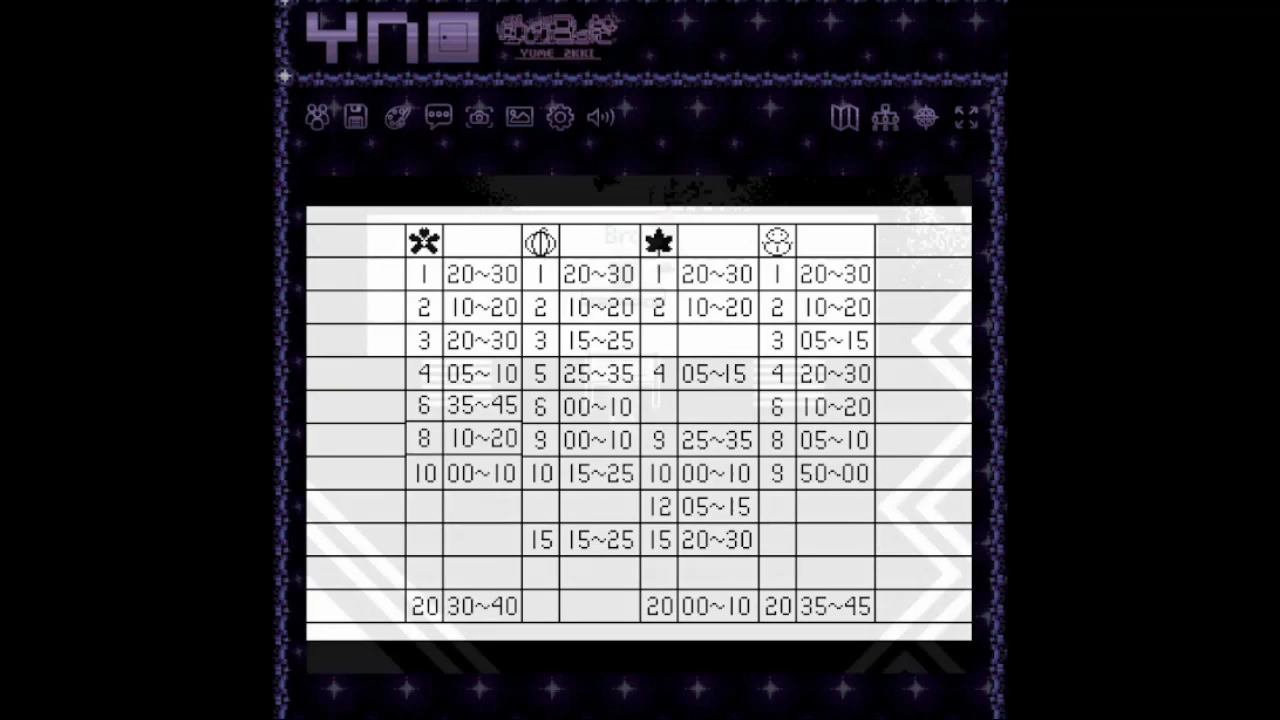 YNO
YUME 2KKI
1 20~30 1 20~30 1 20~30 1 20~30
2 10~20 2 10~20 2 10~20 2 10~20
3 20~30 3 15~25 3 05~15
4 05~10 5 25~35 4 05~15 4 20~30
6 35~45 6 00~10 6 10~20
8 10~20 9 00~10 9 25~35 8 05~10
10 00~10 10 15~25 10 00~10 9 50~00
12 05~15
15 15~25 15 20~30
20 30~40 20 00~10 20 35~45